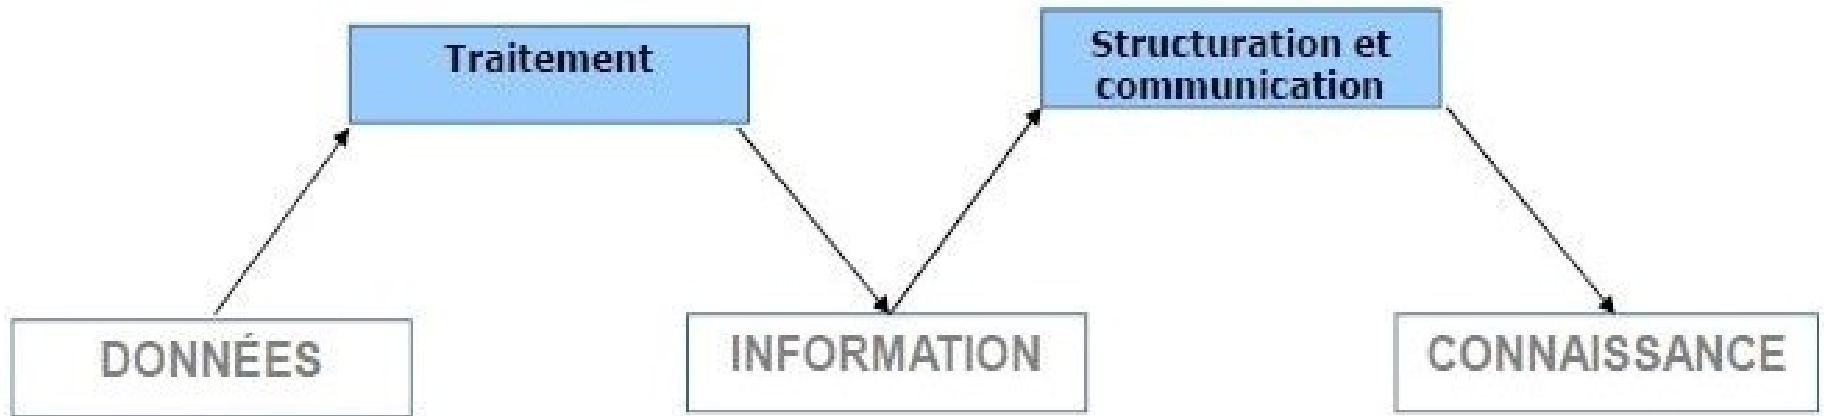 Traitement
Structuration et
communication
DONNÉES
INFORMATION
CONNAISSANCE